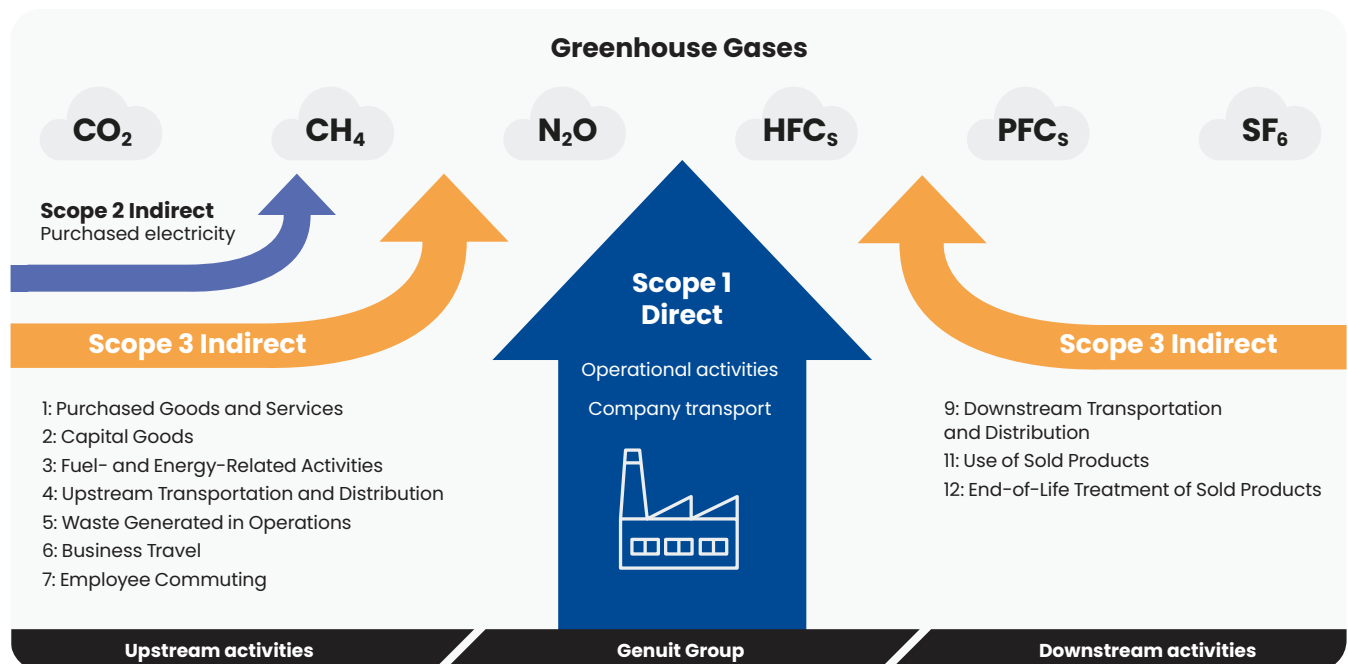 Greenhouse Gases
CO₂
CH₄
N₂O
HFCₛ
PFCₛ
SF₆
Scope 2 Indirect
Purchased electricity
Scope 3 Indirect
1: Purchased Goods and Services
2: Capital Goods
3: Fuel- and Energy-Related Activities
4: Upstream Transportation and Distribution
5: Waste Generated in Operations
6: Business Travel
7: Employee Commuting
Scope 1
Direct
Operational activities
Company transport
Scope 3 Indirect
9: Downstream Transportation
and Distribution
11: Use of Sold Products
12: End-of-Life Treatment of Sold Products
Upstream activities
Genuit Group
Downstream activities